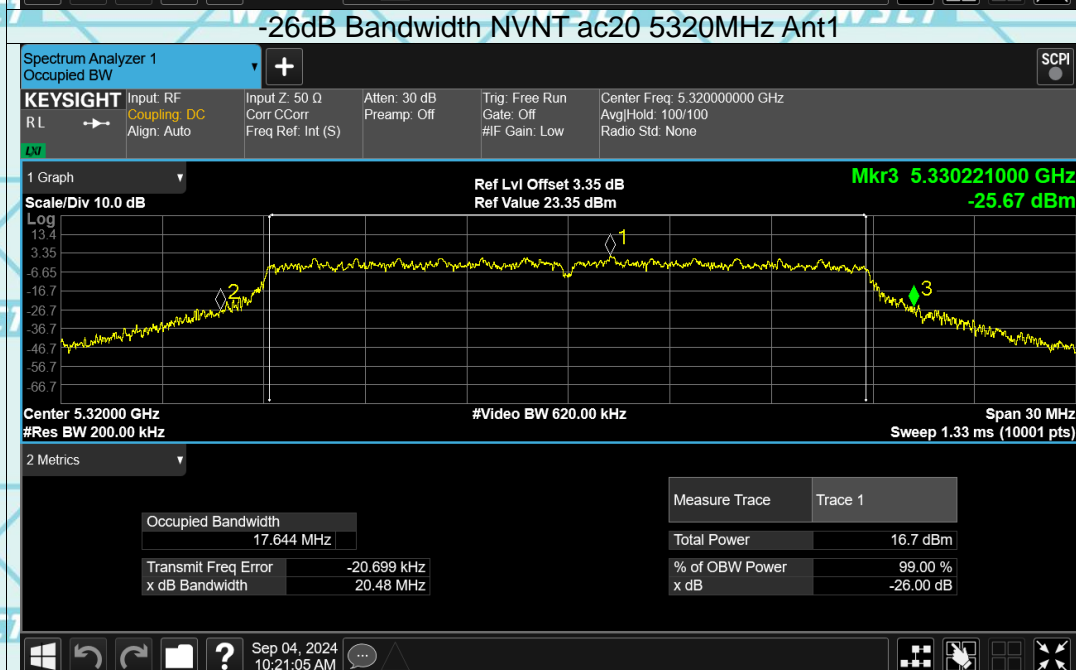 -26dB Bandwidth NVNT ac20 5320MHz Ant1
Spectrum Analyzer 1
Occupied BW
+
SCPI
KEYSIGHT
R L
LXI
Input: RF
Coupling: DC
Align: Auto
Input Z: 50 Ω
Corr CCorr
Freq Ref: Int (S)
Atten: 30 dB
Preamp: Off
Trig: Free Run
Gate: Off
#IF Gain: Low
Center Freq: 5.320000000 GHz
Avg|Hold: 100/100
Radio Std: None
1 Graph
Scale/Div 10.0 dB
Ref Lvl Offset 3.35 dB
Ref Value 23.35 dBm
Mkr3 5.330221000 GHz
-25.67 dBm
Log
13.4
3.35
-6.65
-16.7
-26.7
-36.7
-46.7
-56.7
-66.7
1
2
3
Center 5.32000 GHz
#Video BW 620.00 kHz
Span 30 MHz
#Res BW 200.00 kHz
Sweep 1.33 ms (10001 pts)
2 Metrics
Occupied Bandwidth
17.644 MHz
Transmit Freq Error -20.699 kHz
x dB Bandwidth 20.48 MHz
Measure Trace Trace 1
Total Power 16.7 dBm
% of OBW Power 99.00 %
x dB -26.00 dB
?
Sep 04, 2024
10:21:05 AM